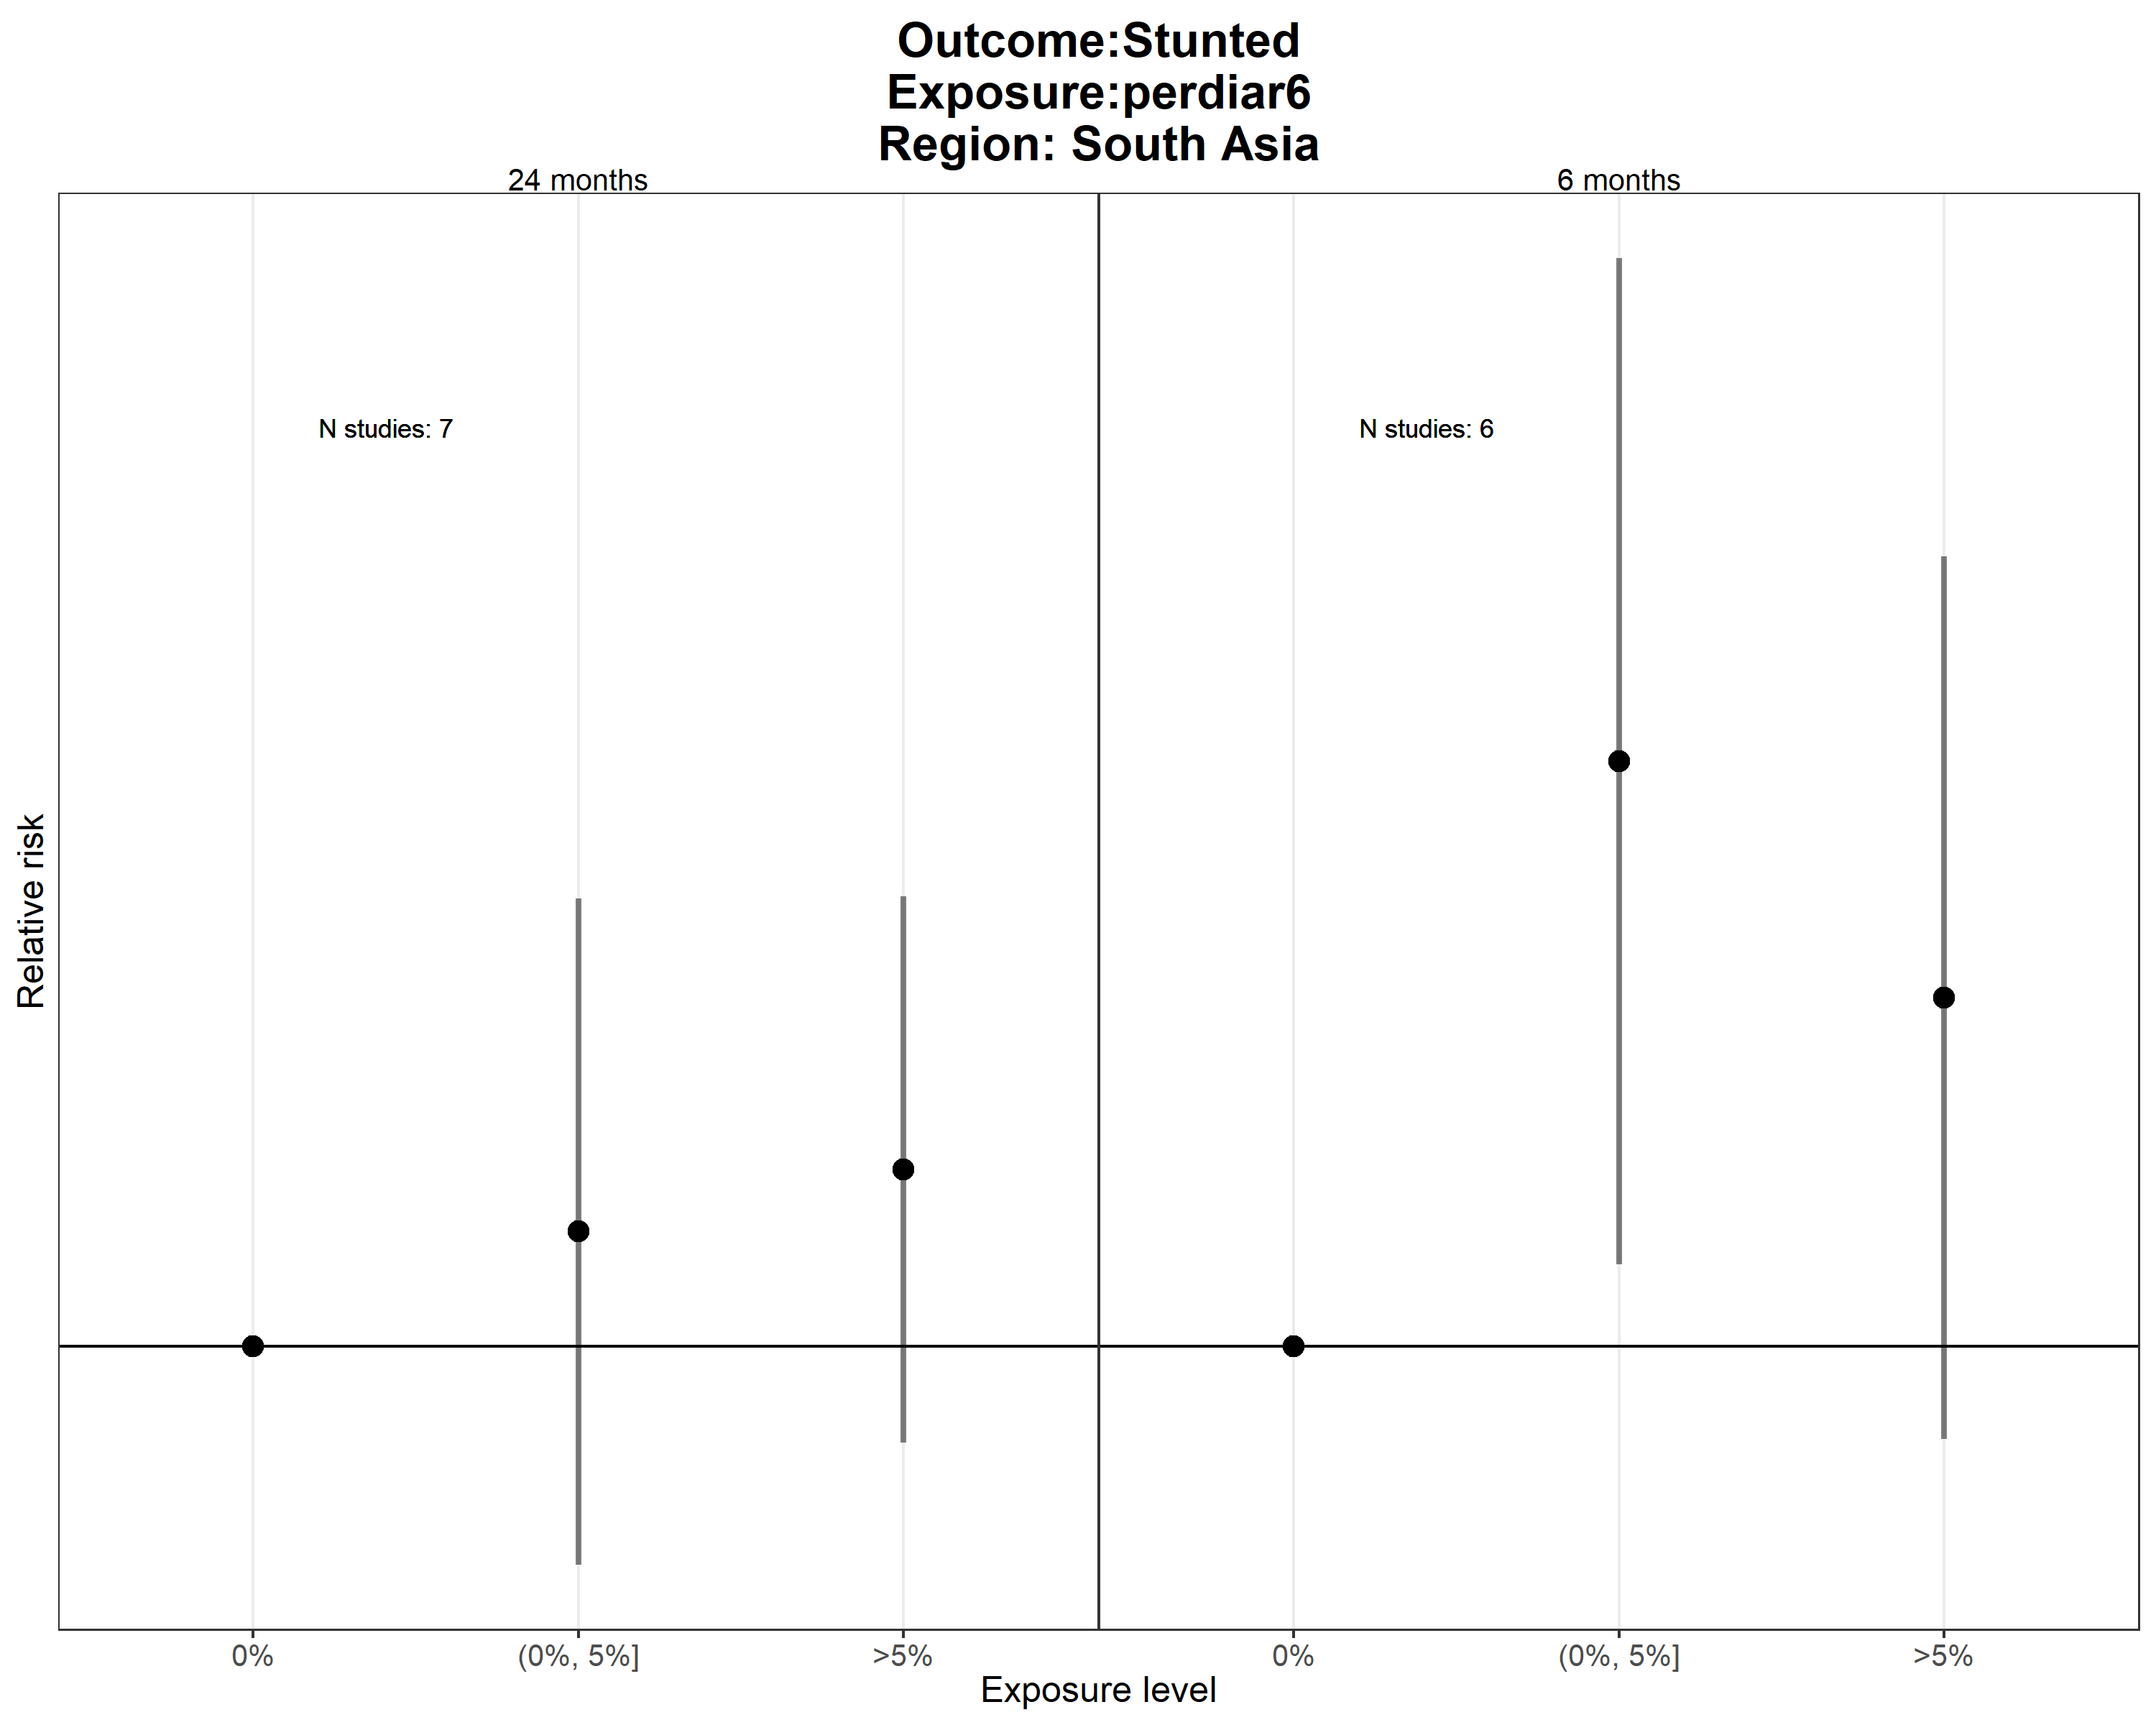 Outcome:Stunted
Exposure:perdiar6
Region: South Asia
24 months
6 months
N studies: 7
N studies: 6
Relative risk
0%
(0%, 5%]
>5%
0%
(0%, 5%]
>5%
Exposure level